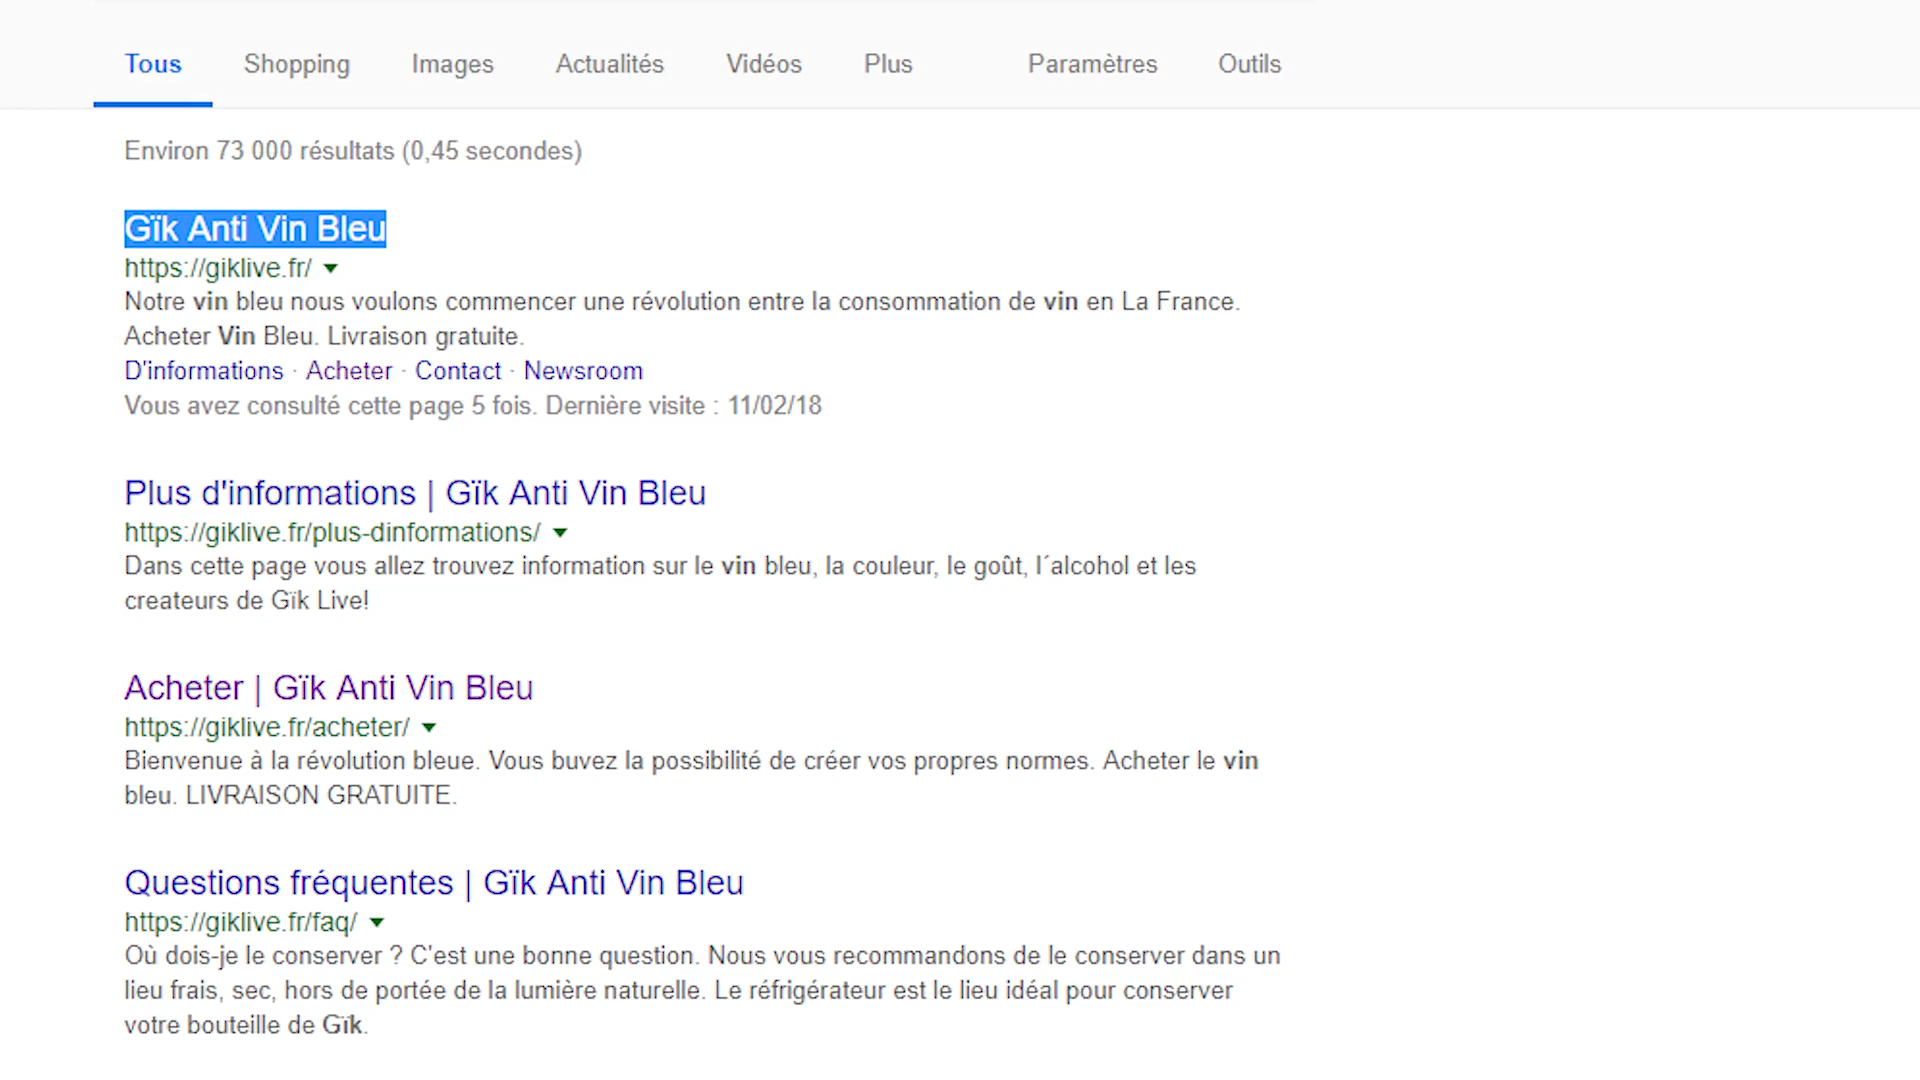 Tous Shopping Images Actualités Vidéos Plus Paramètres Outils
Environ 73 000 résultats (0,45 secondes)
Gïk Anti Vin Bleu
https://giklive.fr/
Notre vin bleu nous voulons commencer une révolution entre la consommation de vin en La France.
Acheter Vin Bleu. Livraison gratuite.
D'informations · Acheter · Contact · Newsroom
Vous avez consulté cette page 5 fois. Dernière visite : 11/02/18
Plus d'informations | Gïk Anti Vin Bleu
https://giklive.fr/plus-dinformations/
Dans cette page vous allez trouvez information sur le vin bleu, la couleur, le goût, l´alcohol et les
createurs de Gïk Live!
Acheter | Gïk Anti Vin Bleu
https://giklive.fr/acheter/
Bienvenue à la révolution bleue. Vous buvez la possibilité de créer vos propres normes. Acheter le vin
bleu. LIVRAISON GRATUITE.
Questions fréquentes | Gïk Anti Vin Bleu
https://giklive.fr/faq/
Où dois-je le conserver ? C'est une bonne question. Nous vous recommandons de le conserver dans un
lieu frais, sec, hors de portée de la lumière naturelle. Le réfrigérateur est le lieu idéal pour conserver
votre bouteille de Gïk.